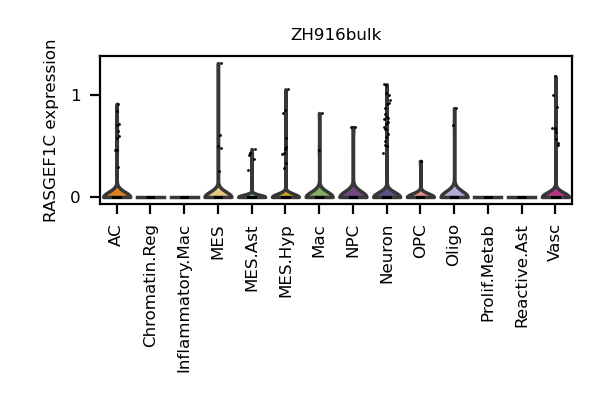 ZH916bulk
RASGEF1C expression
1
0
AC
Chromatin.Reg
Inflammatory.Mac
MES
MES.Ast
MES.Hyp
Mac
NPC
Neuron
OPC
Oligo
Prolif.Metab
Reactive.Ast
Vasc